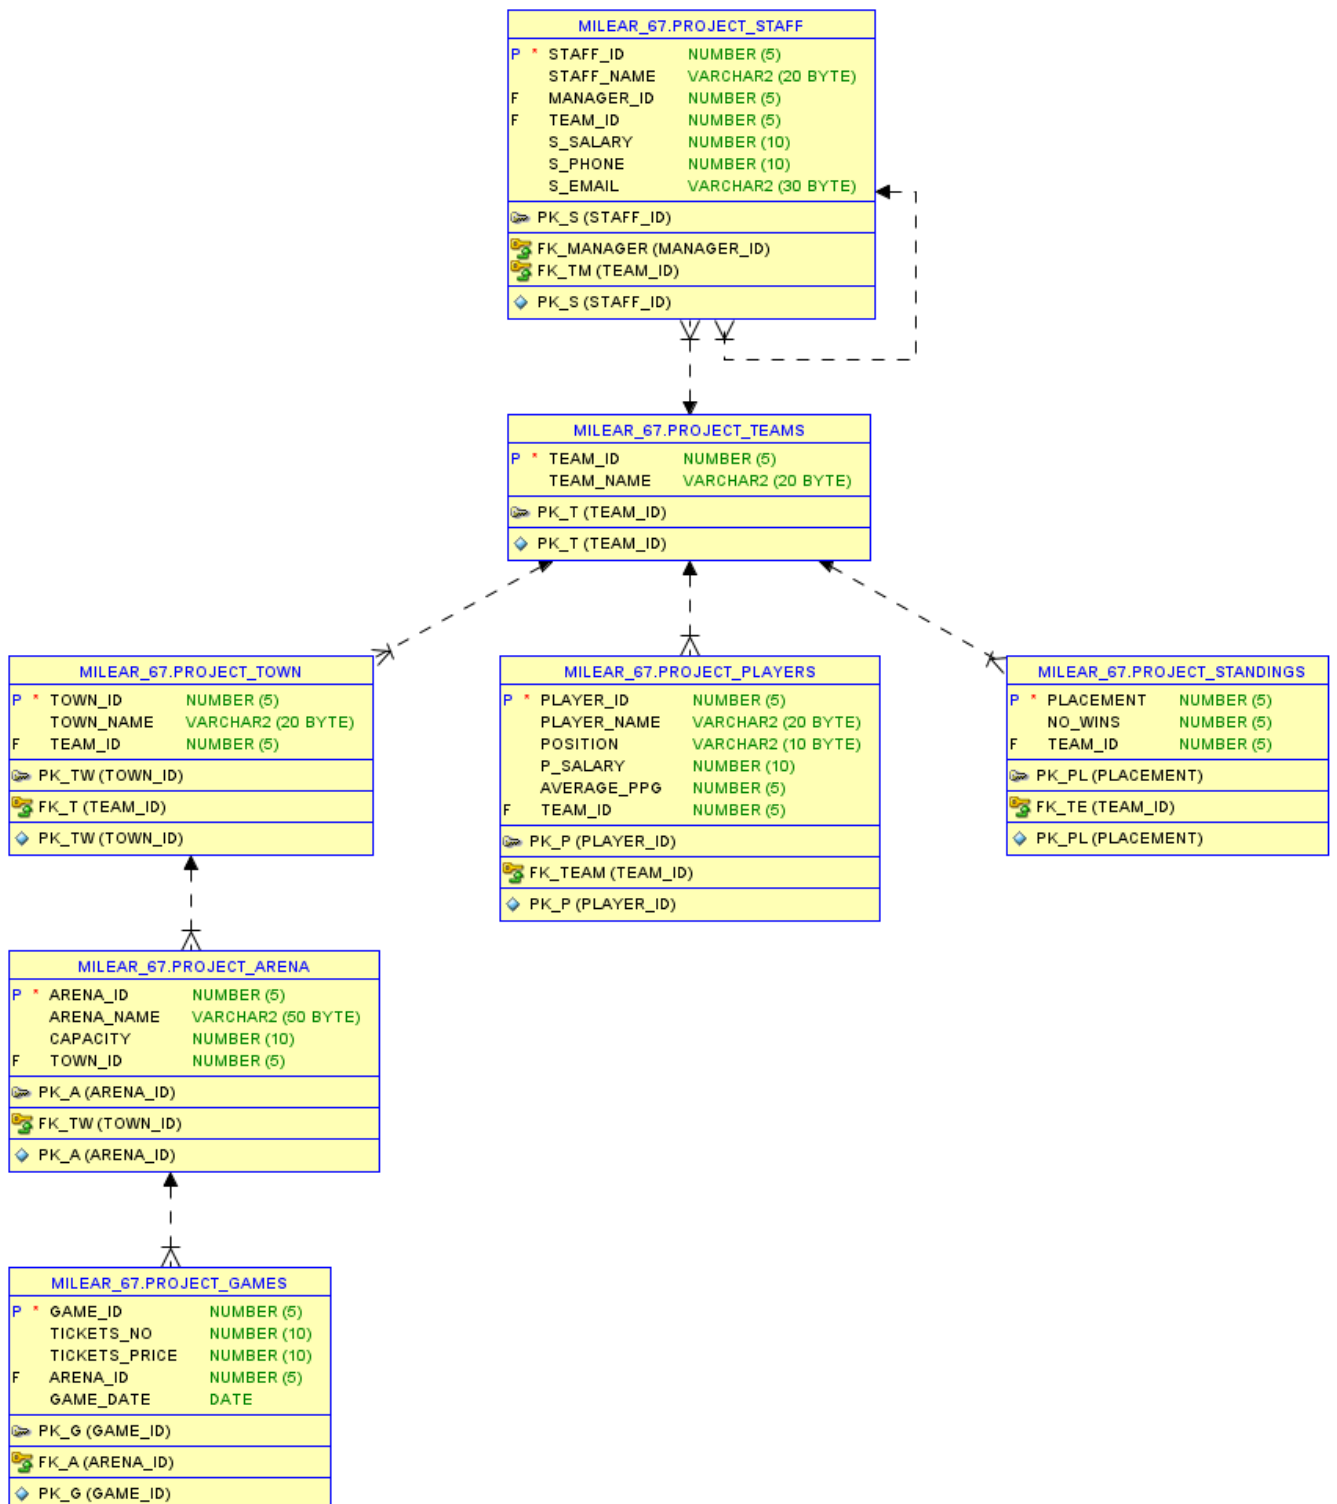 MILEAR_67.PROJECT_STAFF
P * STAFF_ID NUMBER (5)
STAFF_NAME VARCHAR2 (20 BYTE)
F MANAGER_ID NUMBER (5)
F TEAM_ID NUMBER (5)
S_SALARY NUMBER (10)
S_PHONE NUMBER (10)
S_EMAIL VARCHAR2 (30 BYTE)
PK_S (STAFF_ID)
FK_MANAGER (MANAGER_ID)
FK_TM (TEAM_ID)
PK_S (STAFF_ID)
MILEAR_67.PROJECT_TEAMS
P * TEAM_ID NUMBER (5)
TEAM_NAME VARCHAR2 (20 BYTE)
PK_T (TEAM_ID)
PK_T (TEAM_ID)
MILEAR_67.PROJECT_TOWN
P * TOWN_ID NUMBER (5)
TOWN_NAME VARCHAR2 (20 BYTE)
F TEAM_ID NUMBER (5)
PK_TW (TOWN_ID)
FK_T (TEAM_ID)
PK_TW (TOWN_ID)
MILEAR_67.PROJECT_PLAYERS
P * PLAYER_ID NUMBER (5)
PLAYER_NAME VARCHAR2 (20 BYTE)
POSITION VARCHAR2 (10 BYTE)
P_SALARY NUMBER (10)
AVERAGE_PPG NUMBER (5)
F TEAM_ID NUMBER (5)
PK_P (PLAYER_ID)
FK_TEAM (TEAM_ID)
PK_P (PLAYER_ID)
MILEAR_67.PROJECT_STANDINGS
P * PLACEMENT NUMBER (5)
NO_WINS NUMBER (5)
F TEAM_ID NUMBER (5)
PK_PL (PLACEMENT)
FK_TE (TEAM_ID)
PK_PL (PLACEMENT)
MILEAR_67.PROJECT_ARENA
P * ARENA_ID NUMBER (5)
ARENA_NAME VARCHAR2 (50 BYTE)
CAPACITY NUMBER (10)
F TOWN_ID NUMBER (5)
PK_A (ARENA_ID)
FK_TW (TOWN_ID)
PK_A (ARENA_ID)
MILEAR_67.PROJECT_GAMES
P * GAME_ID NUMBER (5)
TICKETS_NO NUMBER (10)
TICKETS_PRICE NUMBER (10)
F ARENA_ID NUMBER (5)
GAME_DATE DATE
PK_G (GAME_ID)
FK_A (ARENA_ID)
PK_G (GAME_ID)